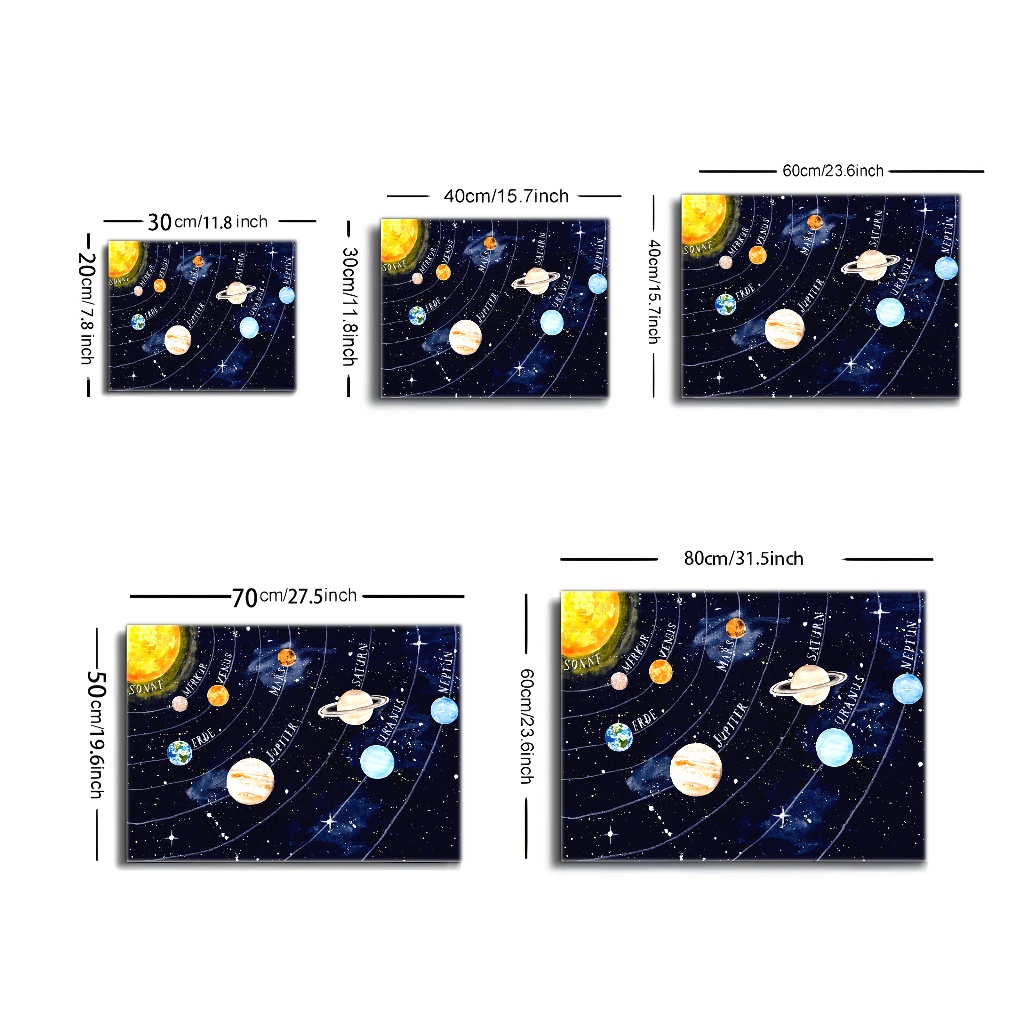 30 cm/11.8 inch
20cm/ 7.8 inch
SONNE
MERKUR
VENUS
ERDE
MARS
JUPITER
SATURN
URANUS
NEPTUN
40cm/15.7inch
30cm/11.8inch
SONNE
MERKUR
VENUS
ERDE
MARS
JUPITER
SATURN
URANUS
NEPTUN
60cm/23.6inch
40cm/15.7inch
SONNE
MERKUR
VENUS
ERDE
MARS
JUPITER
SATURN
URANUS
NEPTUN
70cm/27.5inch
50cm/19.6inch
SONNE
MERKUR
VENUS
ERDE
MARS
JUPITER
SATURN
URANUS
NEPTUN
80cm/31.5inch
60cm/23.6inch
SONNE
MERKUR
VENUS
ERDE
MARS
JUPITER
SATURN
URANUS
NEPTUN